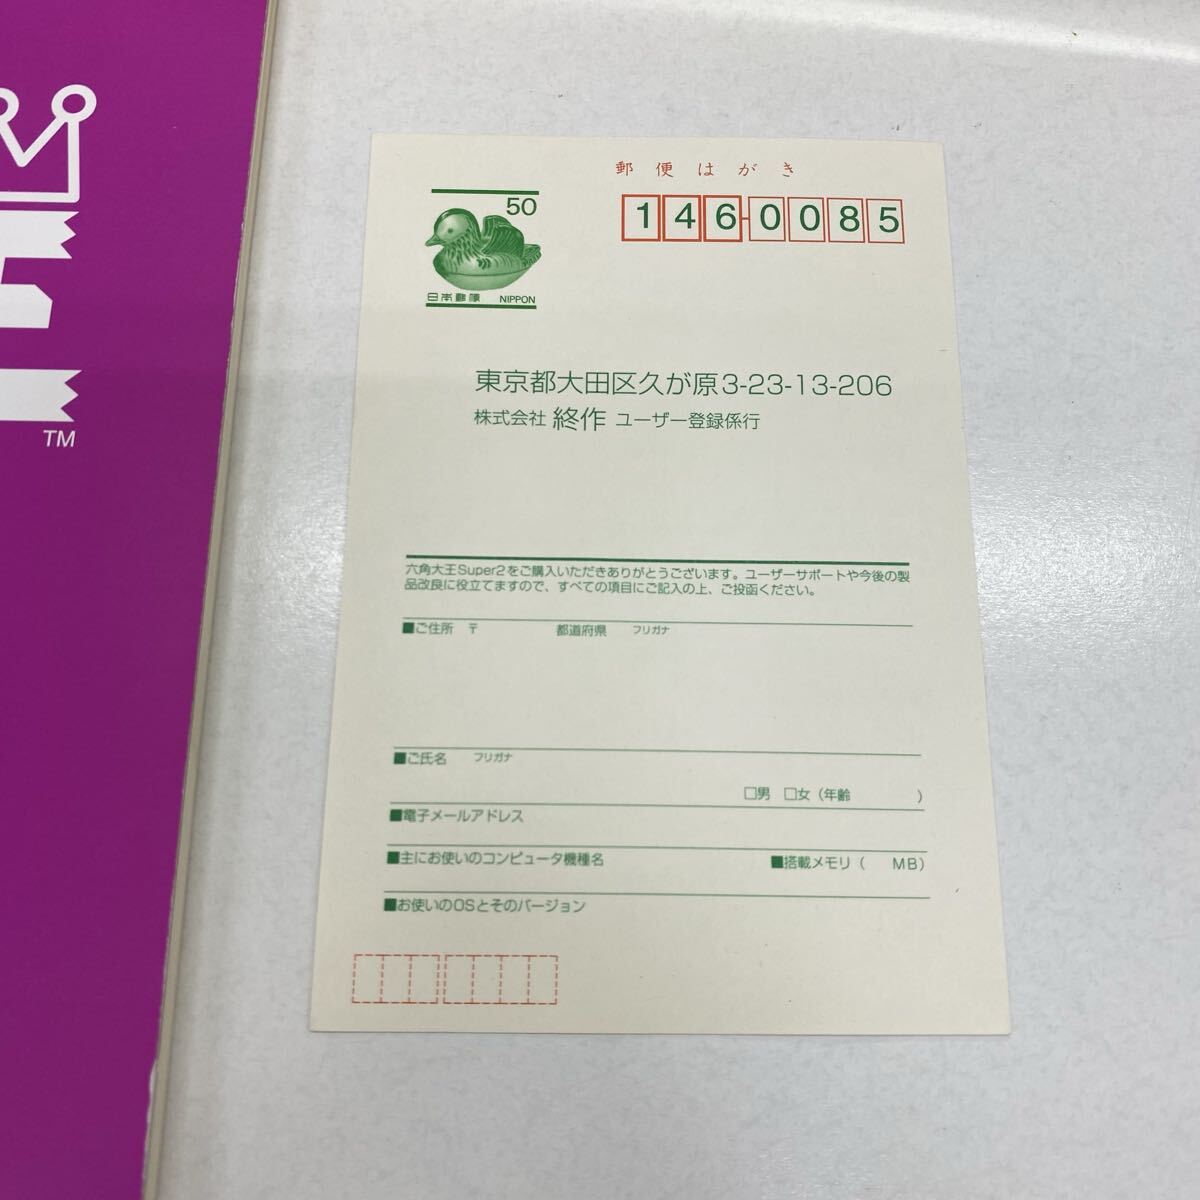 TM
郵便はがき
50
日本郵便 NIPPON
146-0085
東京都大田区久が原3-23-13-206
株式会社 終作 ユーザー登録係行
六角大王Super2をご購入いただきありがとうございます。ユーザーサポートや今後の製
品改良に役立てますので、すべての項目にご記入の上、ご投函ください。
■ご住所 〒 都道府県 フリガナ
■ご氏名 フリガナ
□男 □女(年齢 )
■電子メールアドレス
■主にお使いのコンピュータ機種名 ■搭載メモリ( MB)
■お使いのOSとそのバージョン